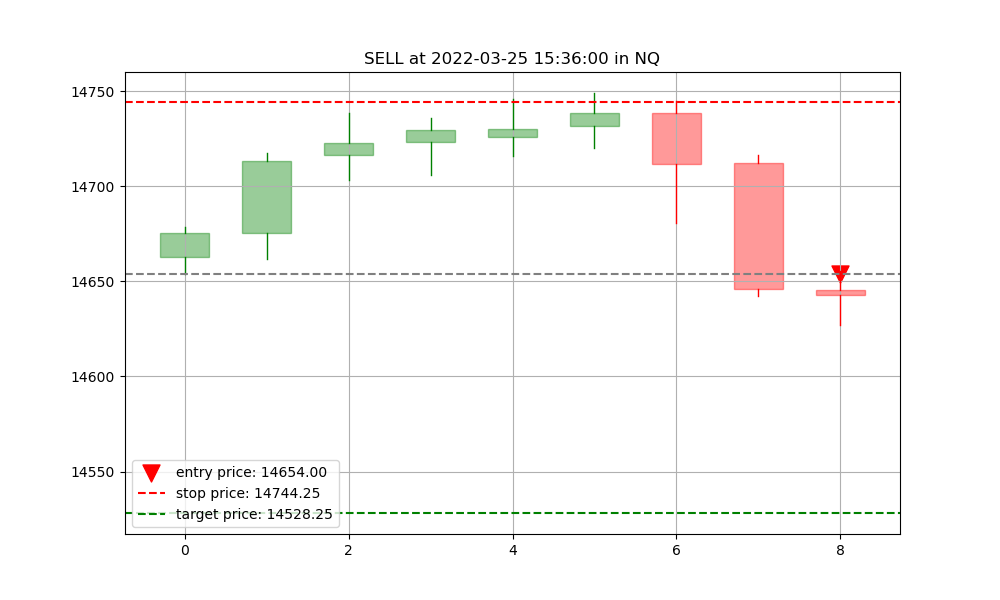 SELL at 2022-03-25 15:36:00 in NQ
14750
14700
14650
14600
14550
entry price: 14654.00
stop price: 14744.25
target price: 14528.25
0 2 4 6 8